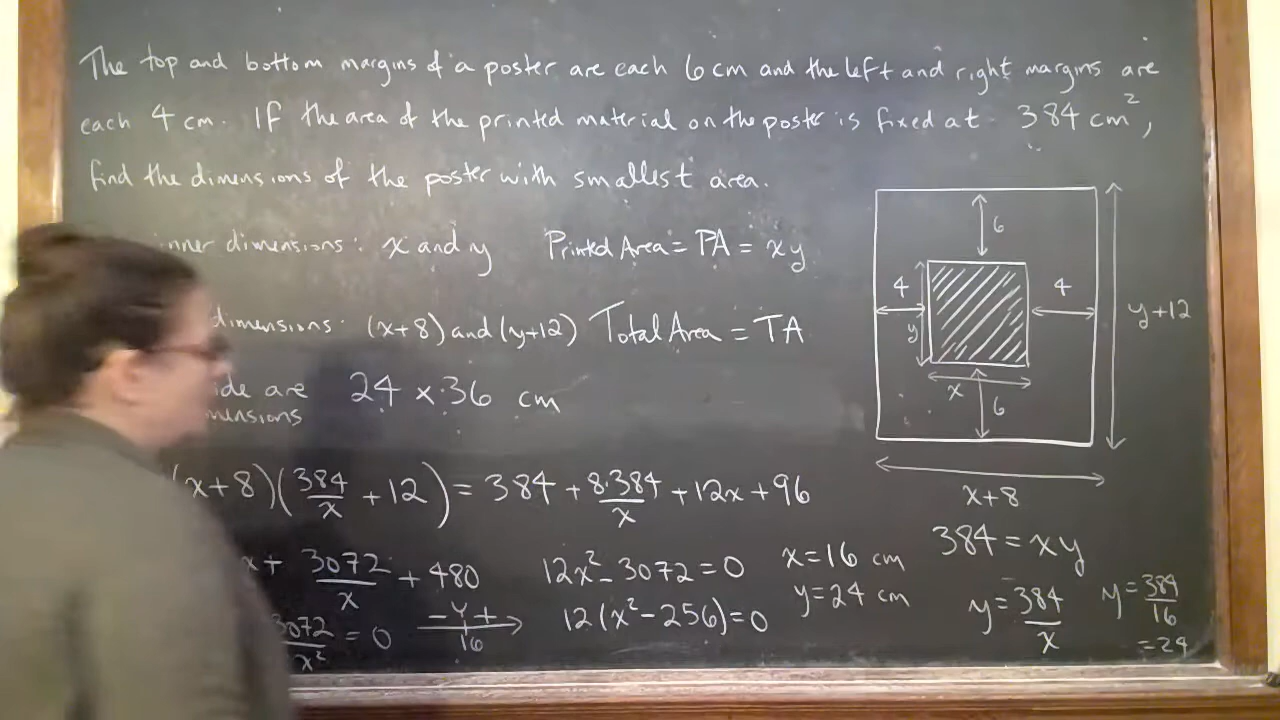 The top and bottom margins of a poster are each 6 cm and the left and right margins are
each 4 cm. If the area of the printed material on the poster is fixed at 384 cm²,
find the dimensions of the poster with smallest area.
inner dimensions: x and y Printed Area = PA = xy
dimensions: (x+8) and (y+12) Total Area = TA
are 24 x 36 cm
(x+8)(384/x + 12) = 384 + 8·384/x + 12x + 96
x + 3072/x + 480
3072/x² = 0
- Y +
16
12x² - 3072 = 0
12(x² - 256) = 0
x = 16 cm
y = 24 cm
6
4
4
y
x
6
y+12
x+8
384 = xy
y = 384/x
y = 384/16
= 24